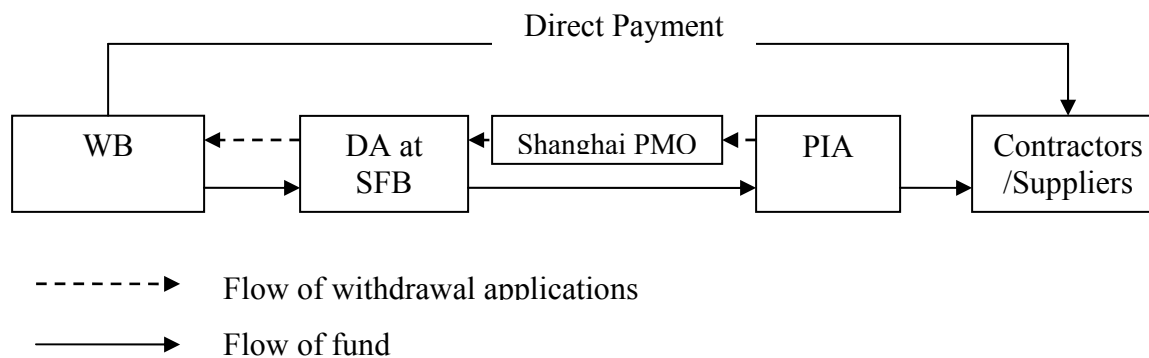 Direct Payment
WB
DA at
SFB
Shanghai PMO
PIA
Contractors
/Suppliers
Flow of withdrawal applications
Flow of fund